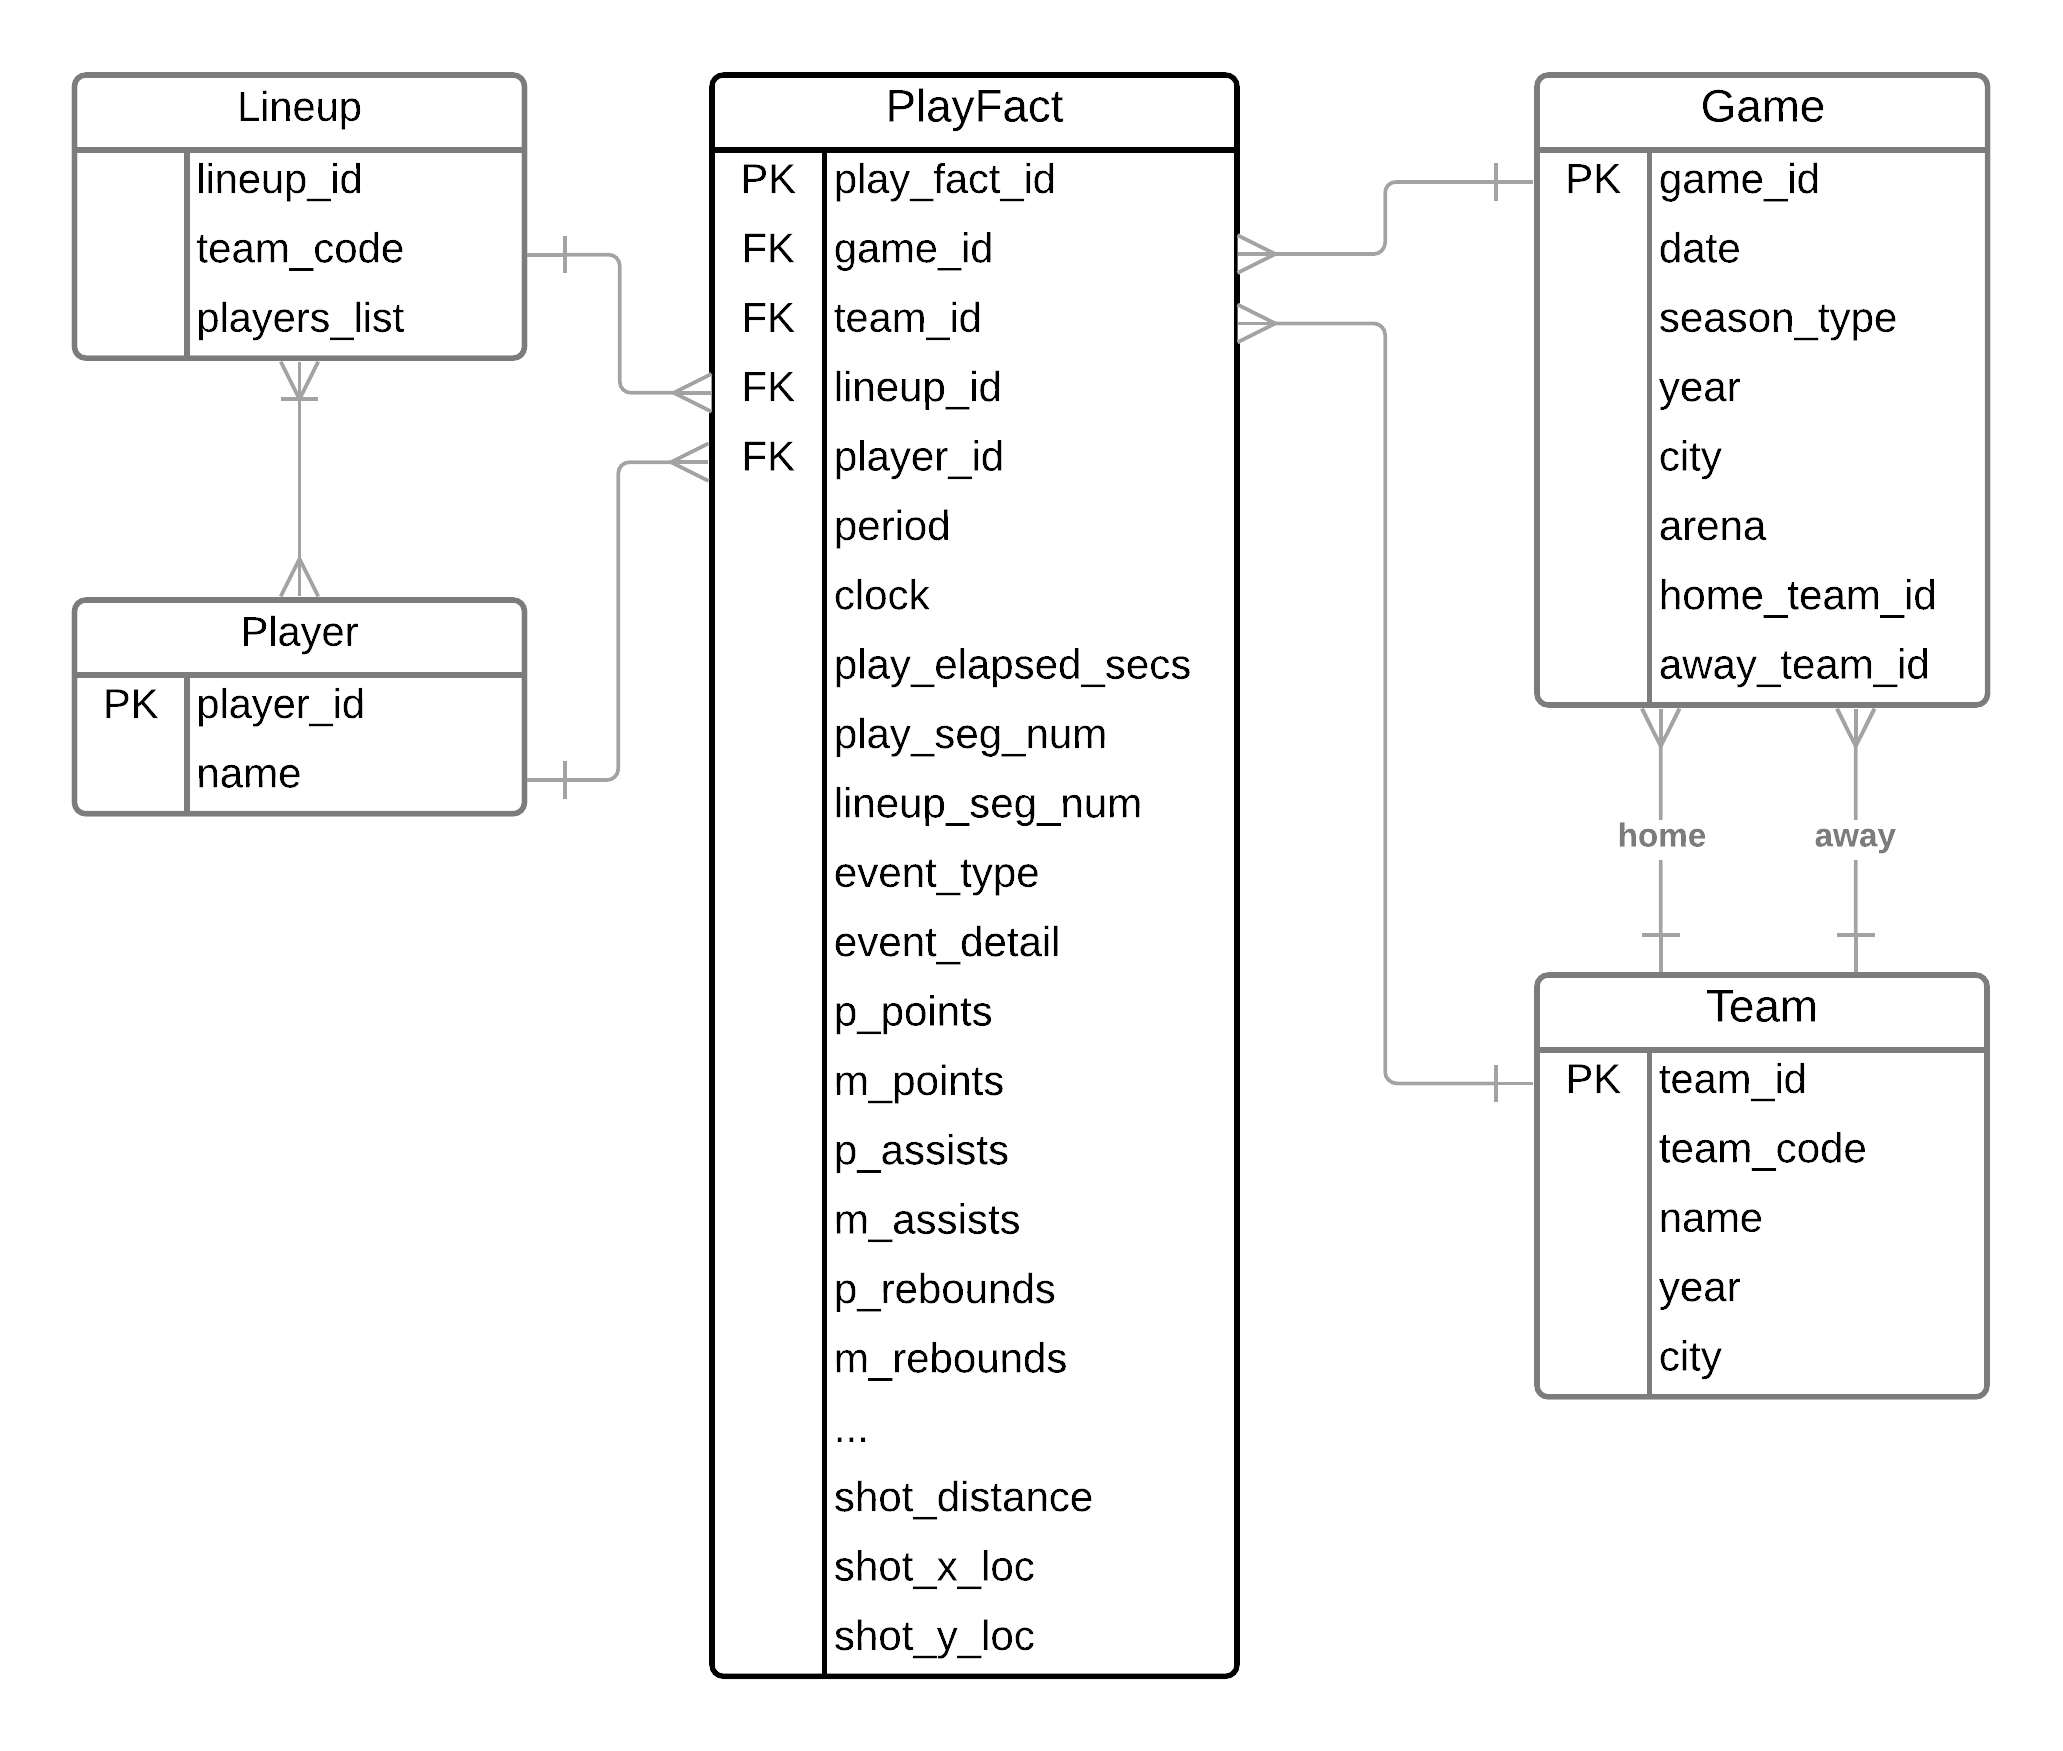 Lineup
lineup_id
team_code
players_list
Player
PK player_id
name
PlayFact
PK play_fact_id
FK game_id
FK team_id
FK lineup_id
FK player_id
period
clock
play_elapsed_secs
play_seg_num
lineup_seg_num
event_type
event_detail
p_points
m_points
p_assists
m_assists
p_rebounds
m_rebounds
...
shot_distance
shot_x_loc
shot_y_loc
Game
PK game_id
date
season_type
year
city
arena
home_team_id
away_team_id
home away
Team
PK team_id
team_code
name
year
city